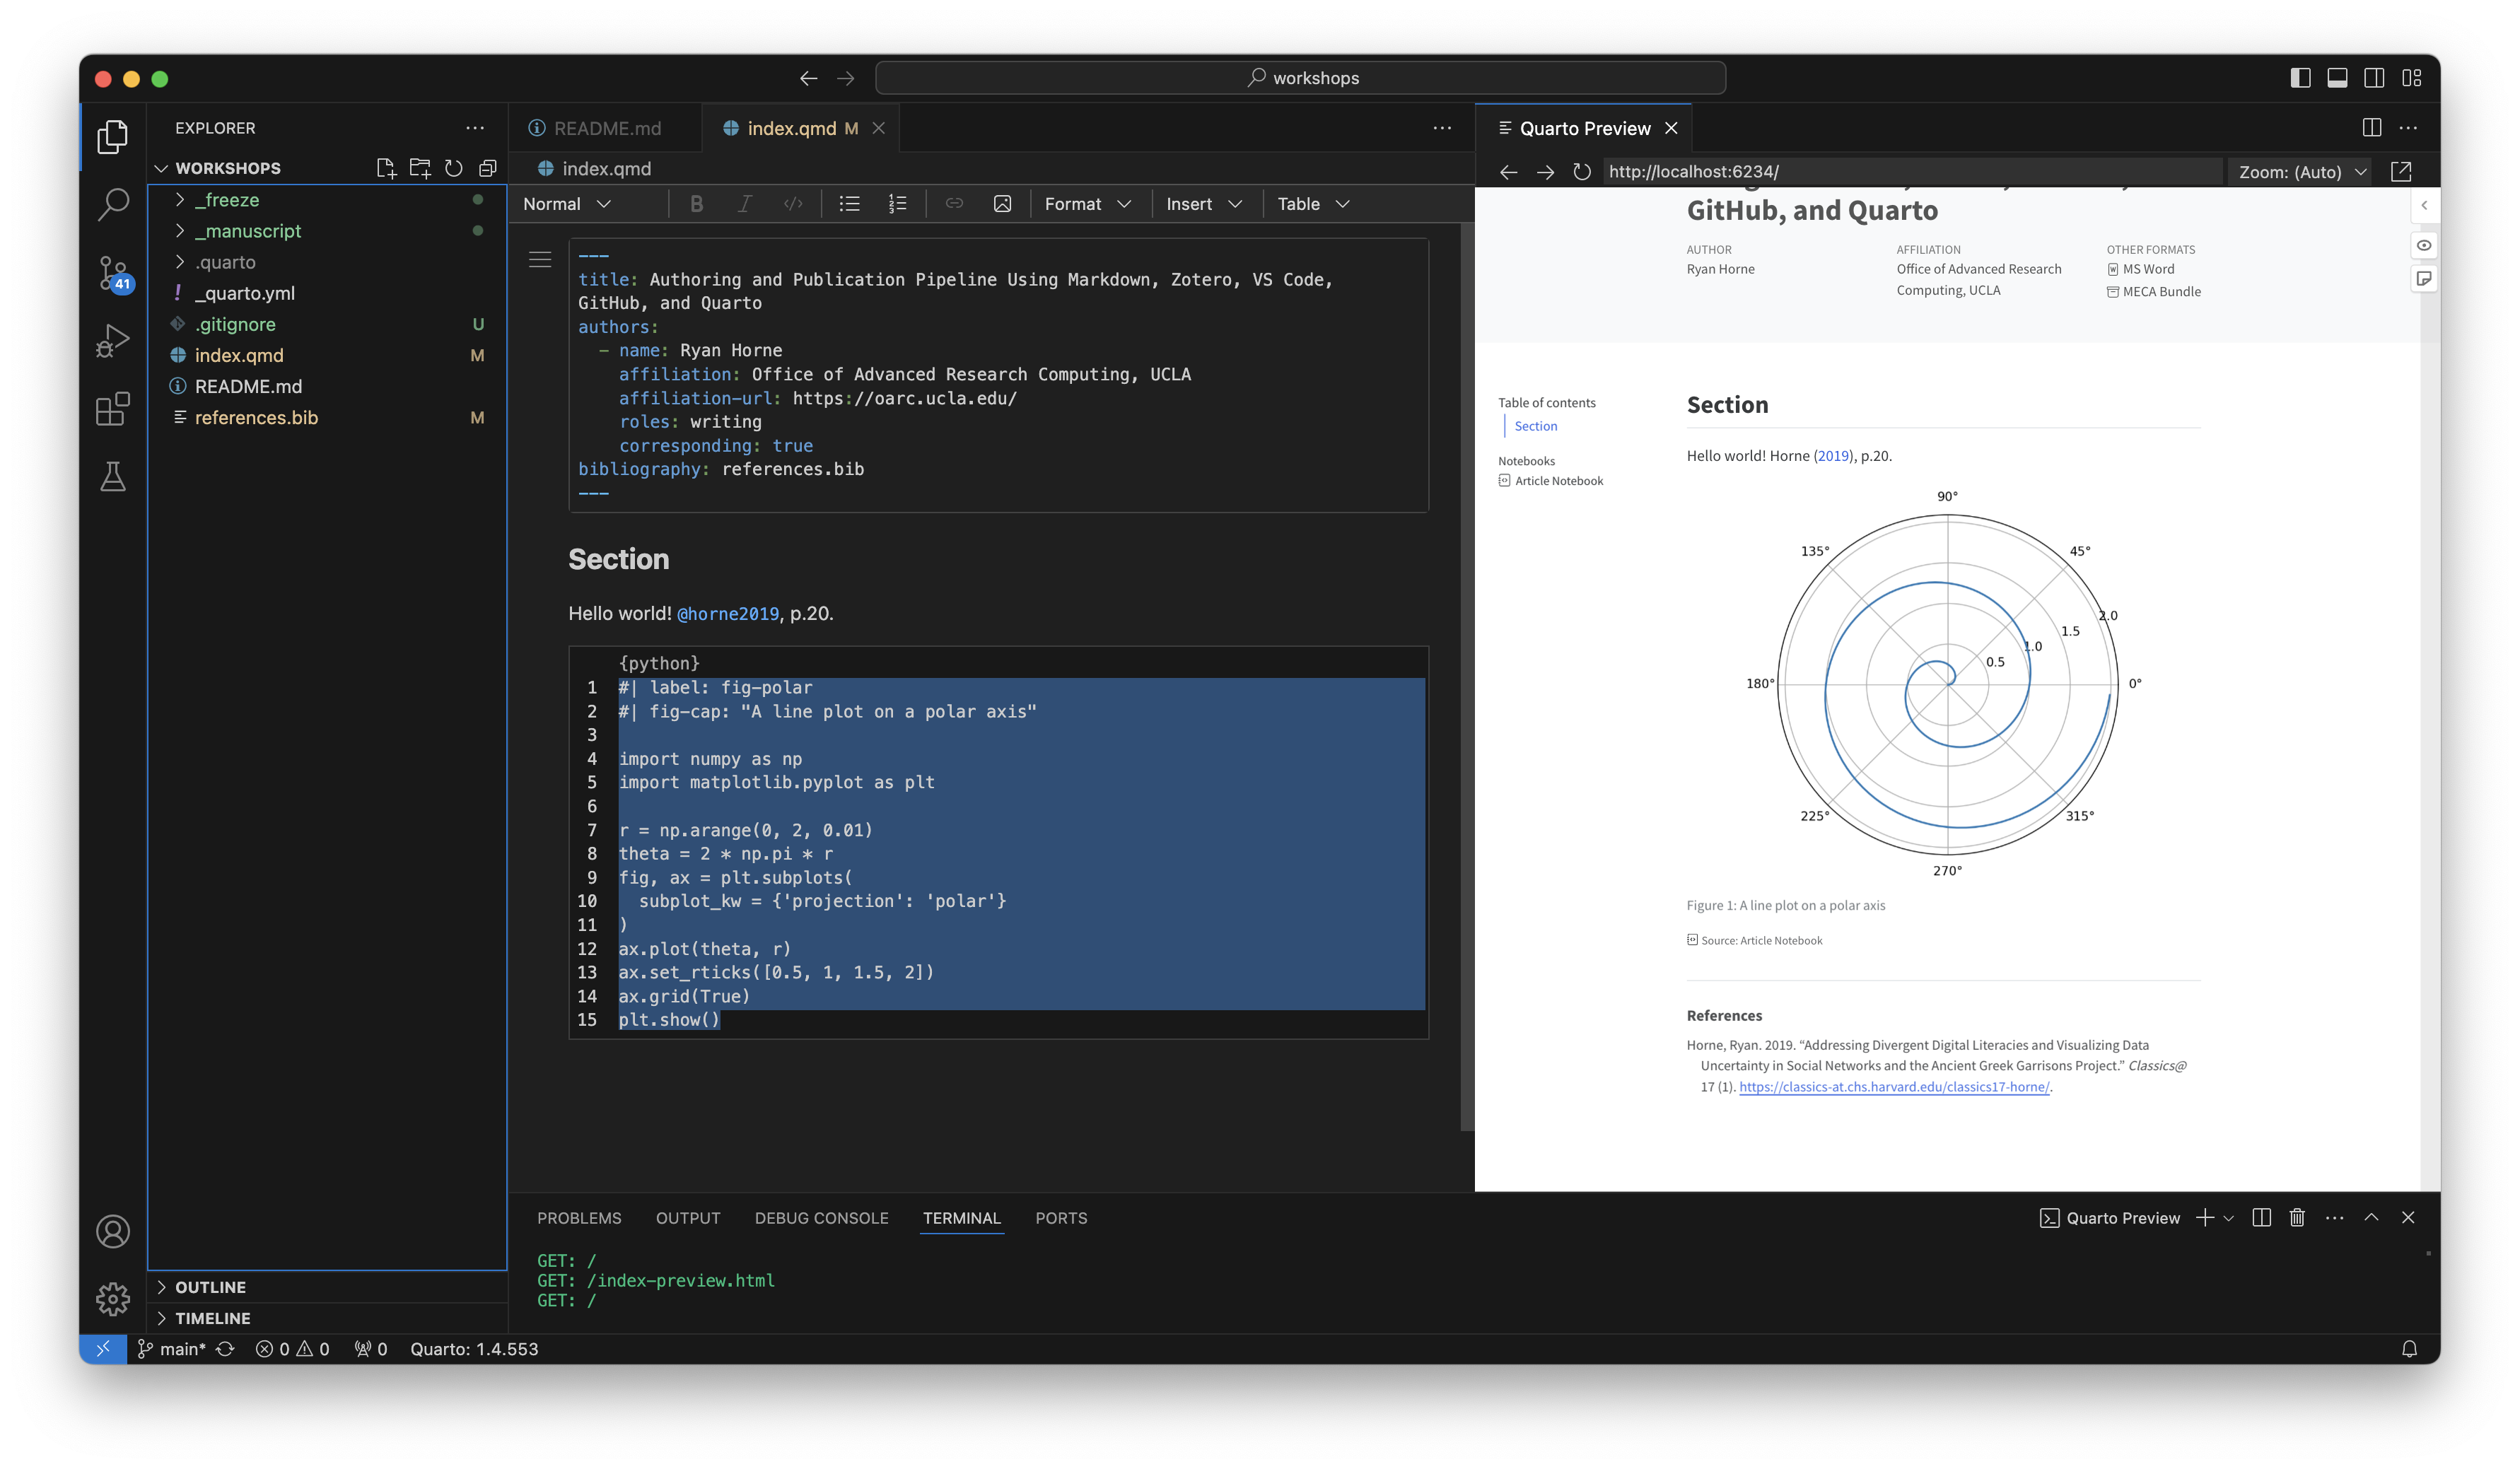 workshops
EXPLORER
WORKSHOPS
_freeze
_manuscript
.quarto
! _quarto.yml
.gitignore U
index.qmd M
README.md
references.bib M
OUTLINE
TIMELINE
41
README.md
index.qmd M
index.qmd
Normal B I </> Format Insert Table
---
title: Authoring and Publication Pipeline Using Markdown, Zotero, VS Code,
GitHub, and Quarto
authors:
- name: Ryan Horne
affiliation: Office of Advanced Research Computing, UCLA
affiliation-url: https://oarc.ucla.edu/
roles: writing
corresponding: true
bibliography: references.bib
---
Section
Hello world! @horne2019, p.20.
{python}
1 #| label: fig-polar
2 #| fig-cap: "A line plot on a polar axis"
3
4 import numpy as np
5 import matplotlib.pyplot as plt
6
7 r = np.arange(0, 2, 0.01)
8 theta = 2 * np.pi * r
9 fig, ax = plt.subplots(
10 subplot_kw = {'projection': 'polar'}
11 )
12 ax.plot(theta, r)
13 ax.set_rticks([0.5, 1, 1.5, 2])
14 ax.grid(True)
15 plt.show()
Quarto Preview
http://localhost:6234/ Zoom: (Auto)
GitHub, and Quarto
AUTHOR
Ryan Horne
AFFILIATION
Office of Advanced Research
Computing, UCLA
OTHER FORMATS
MS Word
MECA Bundle
Table of contents
Section
Notebooks
Article Notebook
Section
Hello world! Horne (2019), p.20.
90°
135° 45°
2.0
1.5
1.0
0.5
180° 0°
225° 315°
270°
Figure 1: A line plot on a polar axis
Source: Article Notebook
References
Horne, Ryan. 2019. “Addressing Divergent Digital Literacies and Visualizing Data
Uncertainty in Social Networks and the Ancient Greek Garrisons Project.” Classics@
17 (1). https://classics-at.chs.harvard.edu/classics17-horne/.
PROBLEMS OUTPUT DEBUG CONSOLE TERMINAL PORTS
Quarto Preview
GET: /
GET: /index-preview.html
GET: /
main* 0 0 0 Quarto: 1.4.553